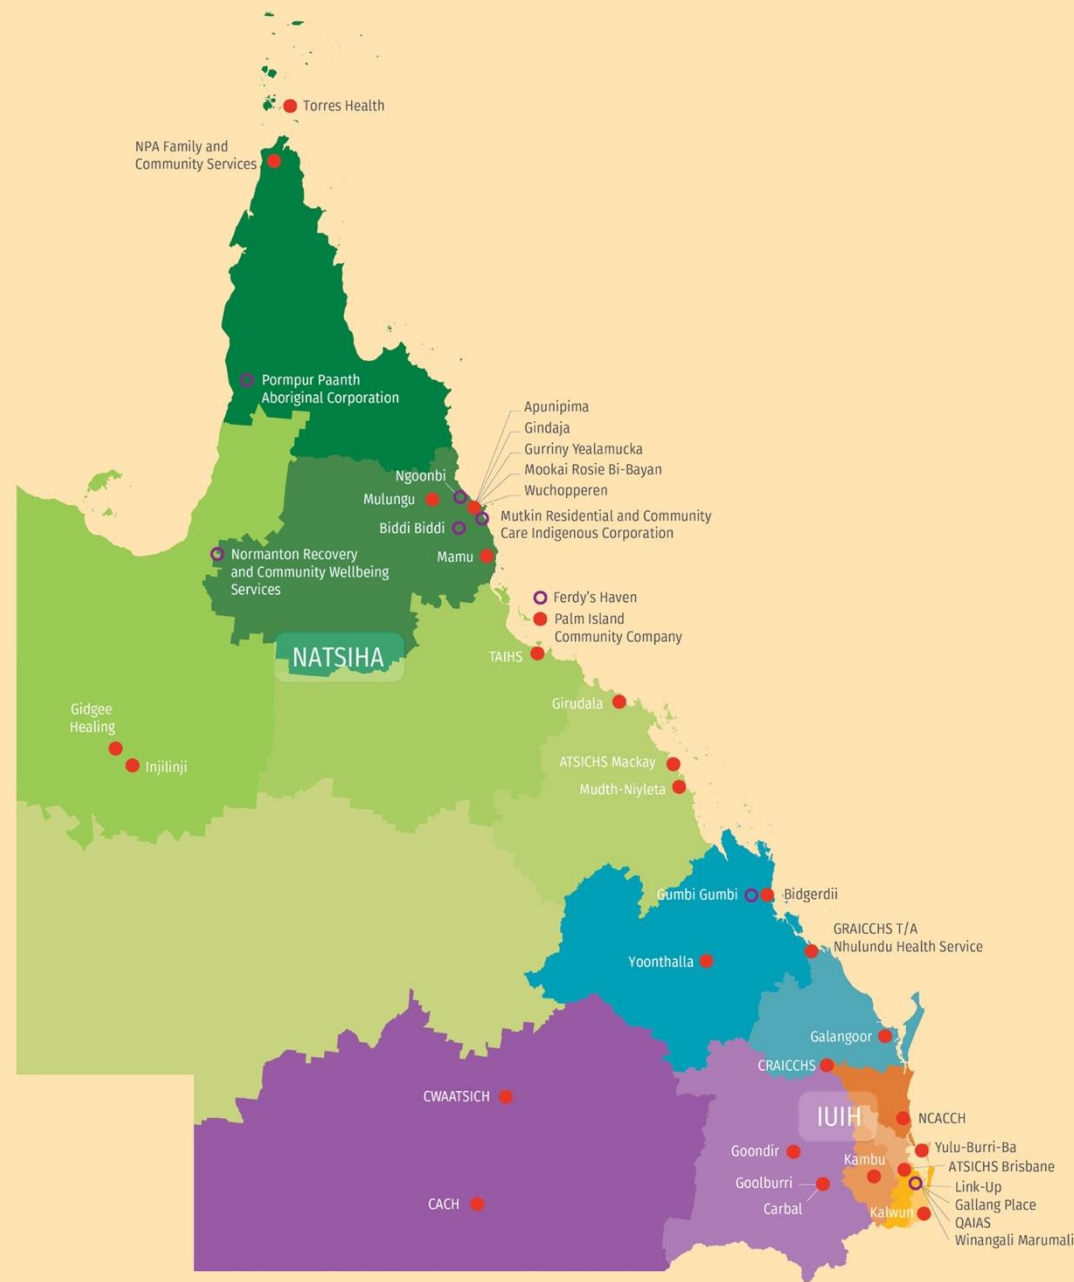 Torres Health
NPA Family and
Community Services
Pormpur Paanth
Aboriginal Corporation
Apunipima
Gindaja
Gurriny Yealamucka
Mookai Rosie Bi-Bayan
Wuchopperen
Ngoonbi
Mulungu
Mutkin Residential and Community
Care Indigenous Corporation
Biddi Biddi
Mamu
Normanton Recovery
and Community Wellbeing
Services
Ferdy's Haven
Palm Island
Community Company
NATSIHA
TAIHS
Girudala
Gidgee
Healing
Injilinji
ATSICHS Mackay
Mudth-Niyleta
Gumbi Gumbi
Bidgerdii
GRAICCHS T/A
Nhulundu Health Service
Yoonthalla
Galangoor
CRAICCHS
CWAATSICH
IUIH
NCACCH
Goondir
Yulu-Burri-Ba
Kambu
ATSICHS Brisbane
Goolburri
Link-Up
CACH
Carbal
Gallang Place
Kalwun
QAIAS
Winangali Marumali